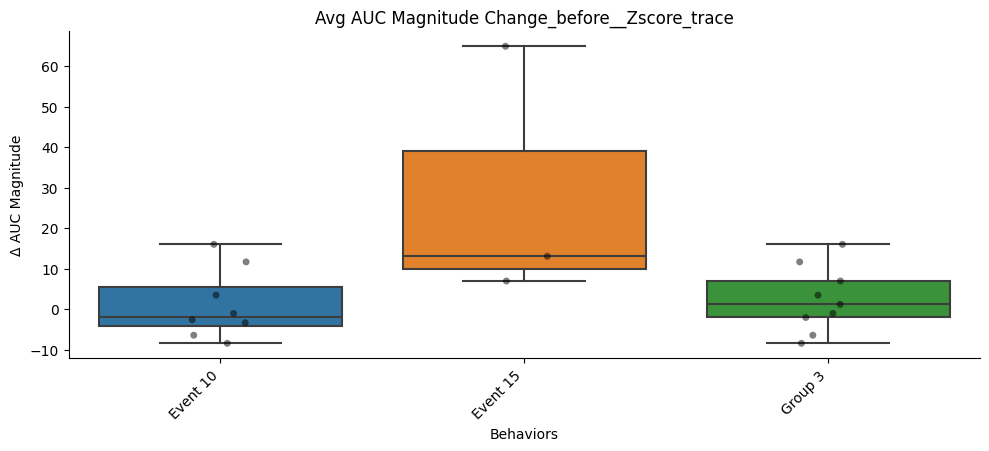 Avg AUC Magnitude Change_before__Zscore_trace
Δ AUC Magnitude
60
50
40
30
20
10
0
−10
Event 10
Event 15
Group 3
Behaviors